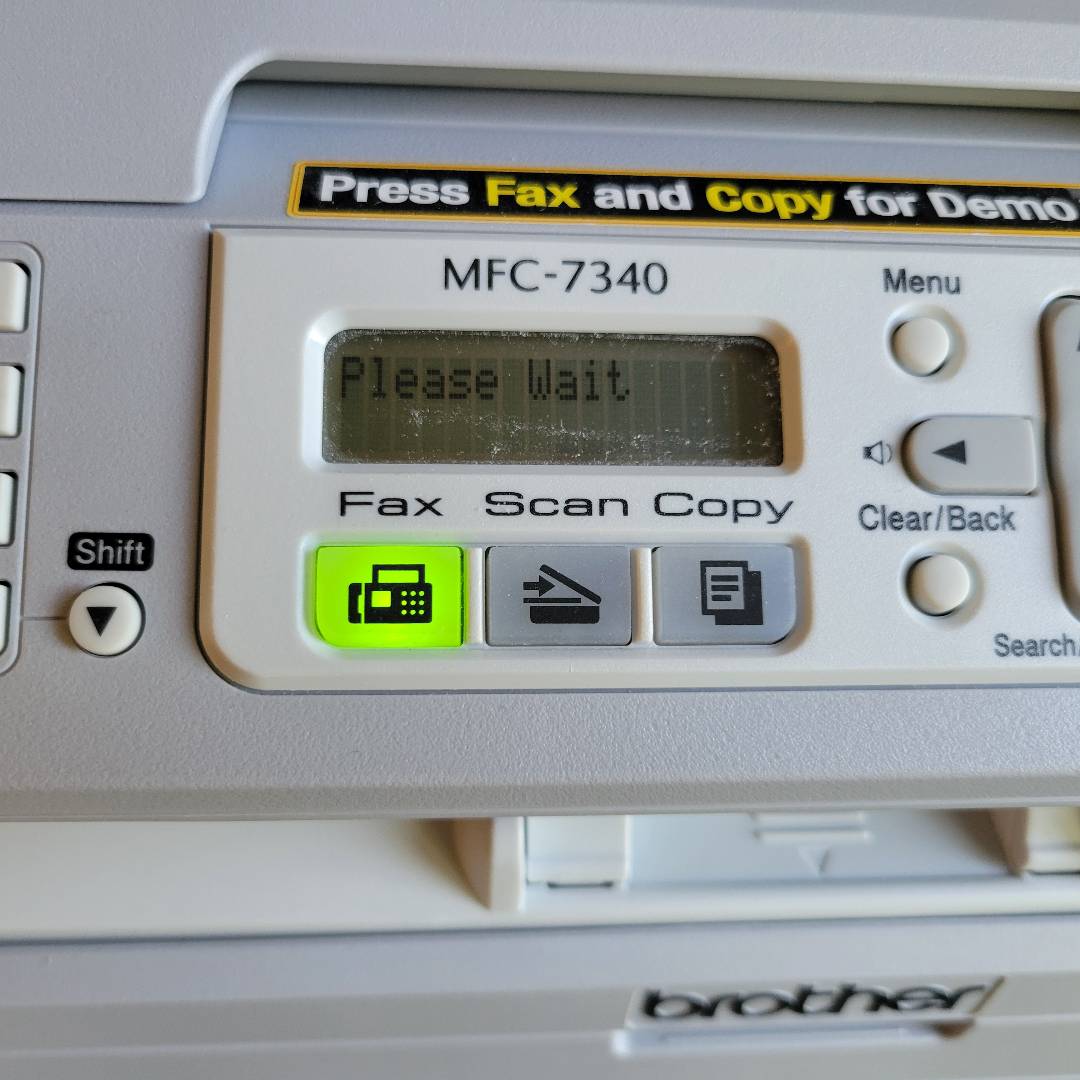 Press Fax and Copy for Demo
MFC-7340
Menu
Please Wait
Fax Scan Copy
Clear/Back
Shift
Search/
brother